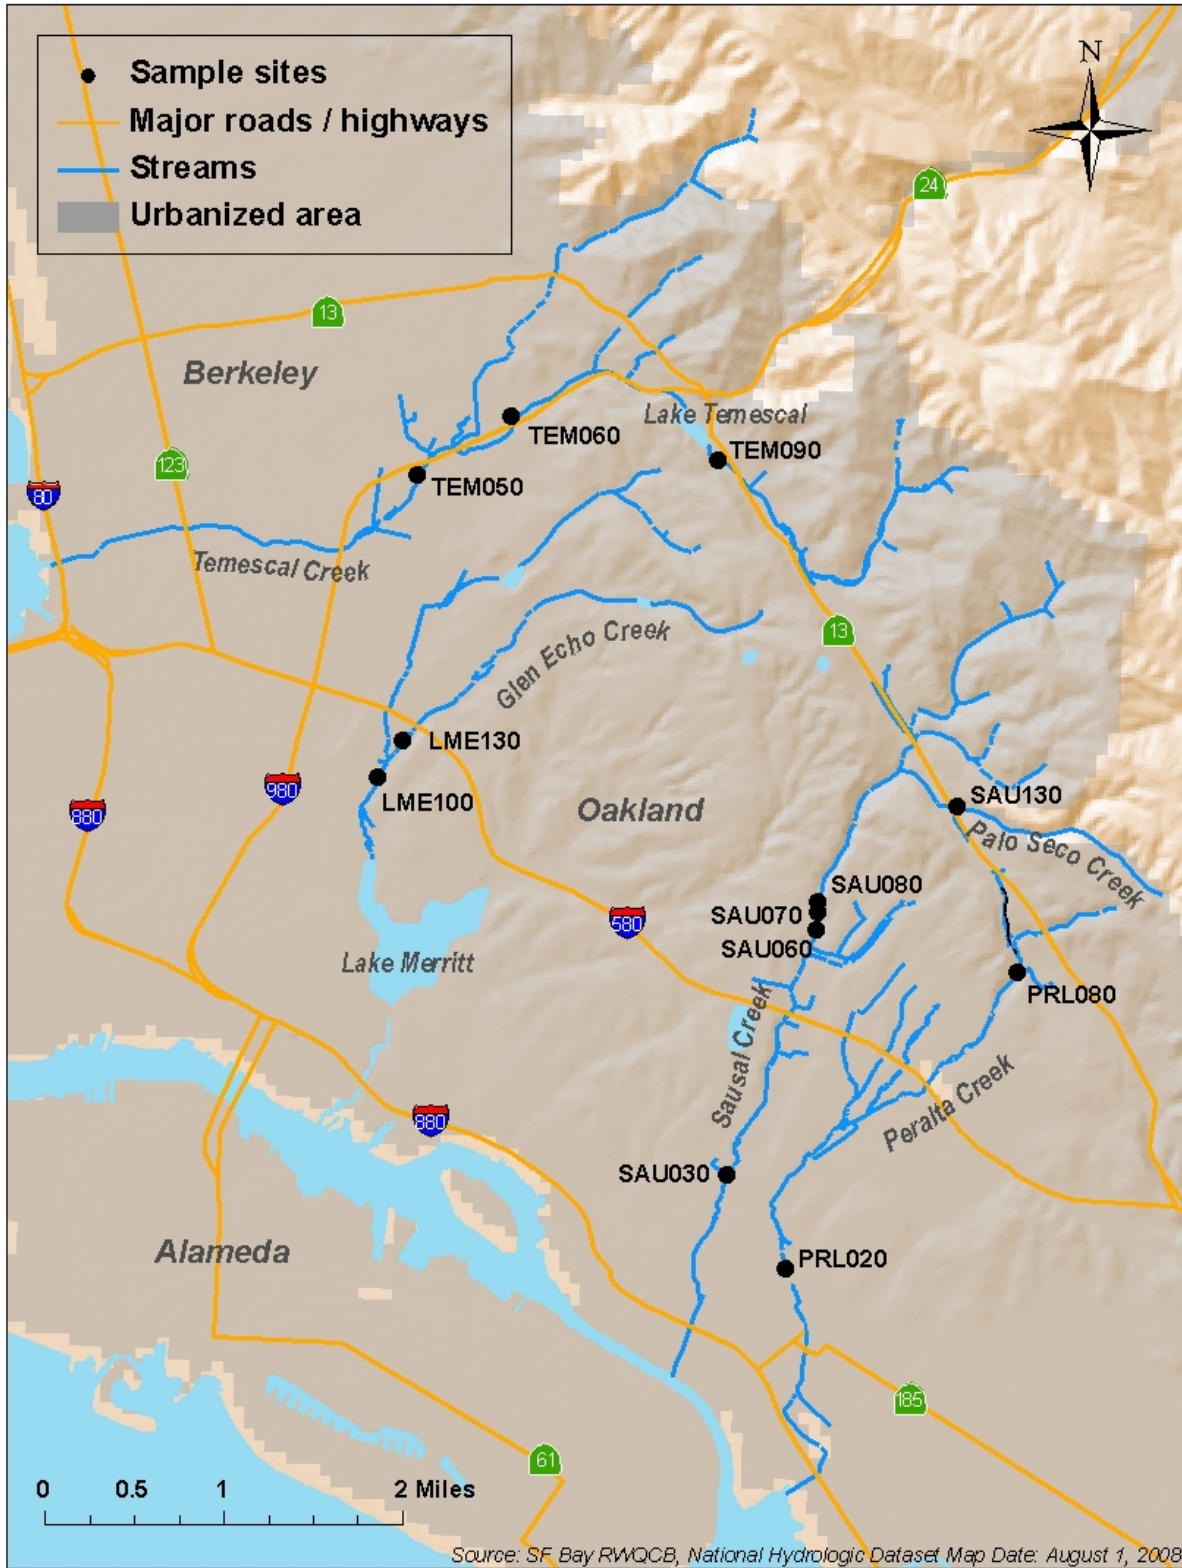 Sample sites
Major roads / highways
Streams
Urbanized area
N
24
13
Berkeley
Lake Temescal
TEM060
TEM090
123
80
TEM050
Temescal Creek
Glen Echo Creek
13
LME130
980
LME100
880
Oakland
SAU130
Palo Seco Creek
SAU080
SAU070
SAU060
580
Lake Merritt
PRL080
Sausal Creek
Peralta Creek
880
SAU030
Alameda
PRL020
185
61
0 0.5 1 2 Miles
Source: SF Bay RWQCB, National Hydrologic Dataset Map Date: August 1, 2008